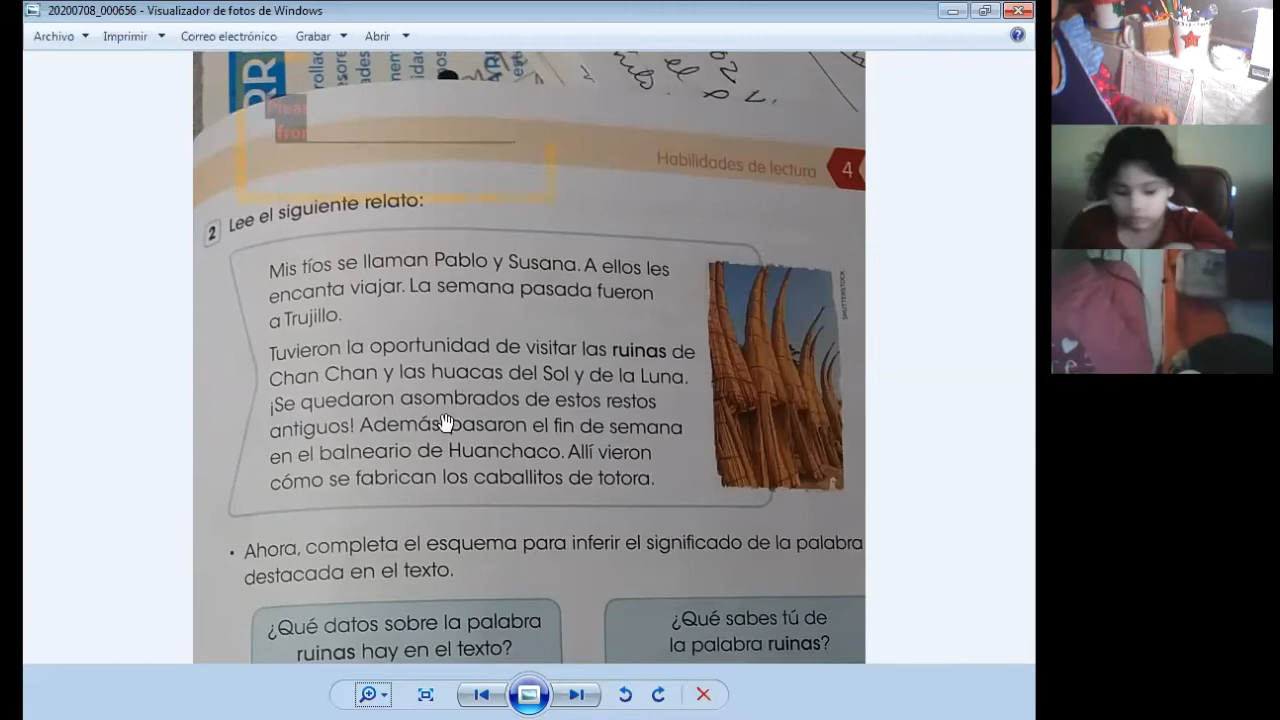 20200708_000656 - Visualizador de fotos de Windows
Archivo Imprimir Correo electrónico Grabar Abrir
Habilidades de lectura 4
2 Lee el siguiente relato:
Mis tíos se llaman Pablo y Susana. A ellos les
encanta viajar. La semana pasada fueron
a Trujillo.
Tuvieron la oportunidad de visitar las ruinas de
Chan Chan y las huacas del Sol y de la Luna.
¡Se quedaron asombrados de estos restos
antiguos! Además pasaron el fin de semana
en el balneario de Huanchaco. Allí vieron
cómo se fabrican los caballitos de totora.
SHUTTERSTOCK
• Ahora, completa el esquema para inferir el significado de la palabra
destacada en el texto.
¿Qué datos sobre la palabra
ruinas hay en el texto?
¿Qué sabes tú de
la palabra ruinas?